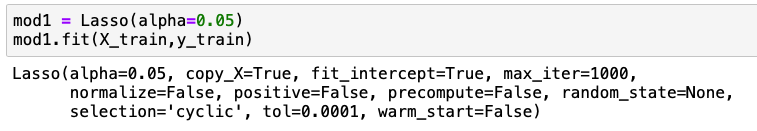 mod1 = Lasso(alpha=0.05)
mod1.fit(X_train,y_train)
Lasso(alpha=0.05, copy_X=True, fit_intercept=True, max_iter=1000,
normalize=False, positive=False, precompute=False, random_state=None,
selection='cyclic', tol=0.0001, warm_start=False)